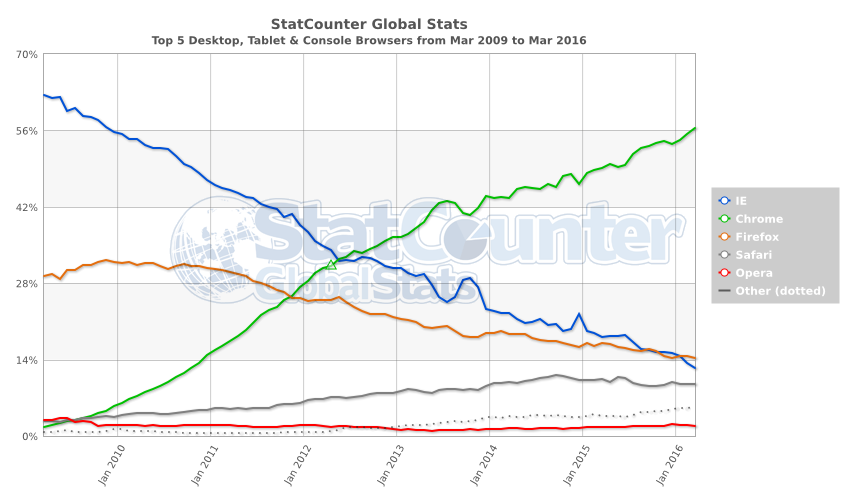 StatCounter Global Stats
Top 5 Desktop, Tablet & Console Browsers from Mar 2009 to Mar 2016
70%
56%
42%
28%
14%
0%
StatCounter
GlobalStats
IE
Chrome
Firefox
Safari
Opera
Other (dotted)
Jan 2010
Jan 2011
Jan 2012
Jan 2013
Jan 2014
Jan 2015
Jan 2016